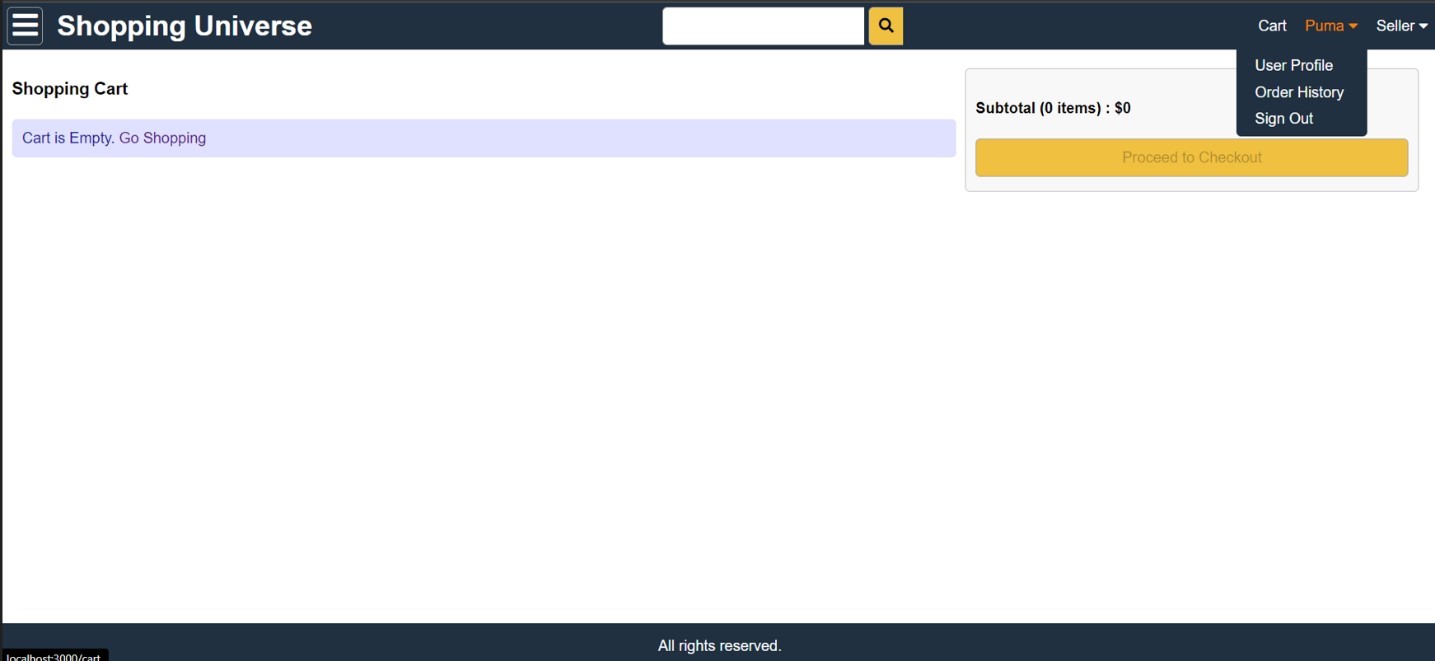 Shopping Universe
Cart Puma Seller
User Profile
Order History
Sign Out
Shopping Cart
Cart is Empty. Go Shopping
Subtotal (0 items) : $0
Proceed to Checkout
All rights reserved.
localhost:3000/cart